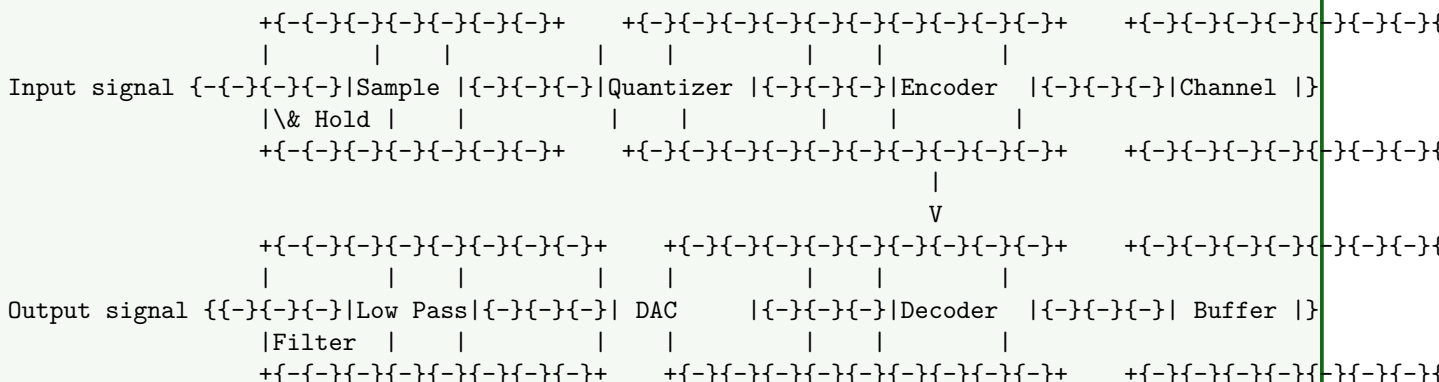 +{-{-}{-}{-}{-}{-}{-}+ +{-}{-}{-}{-}{-}{-}{-}{-}{-}{-}+ +{-}{-}{-}{-}{-}{-}{-}{
| | | | | | | |
Input signal {-{-}{-}{-}|Sample |{-}{-}{-}|Quantizer |{-}{-}{-}|Encoder |{-}{-}{-}|Channel |}
|\& Hold | | | | | | |
+{-{-}{-}{-}{-}{-}{-}+ +{-}{-}{-}{-}{-}{-}{-}{-}{-}{-}+ +{-}{-}{-}{-}{-}{-}{-}{
|
V
+{-{-}{-}{-}{-}{-}{-}{-}+ +{-}{-}{-}{-}{-}{-}{-}{-}{-}+ +{-}{-}{-}{-}{-}{-}{-}{
| | | | | | | |
Output signal {{-}{-}{-}|Low Pass|{-}{-}{-}| DAC |{-}{-}{-}|Decoder |{-}{-}{-}| Buffer |}
|Filter | | | | | | |
+{-{-}{-}{-}{-}{-}{-}{-}+ +{-}{-}{-}{-}{-}{-}{-}{-}{-}+ +{-}{-}{-}{-}{-}{-}{-}{